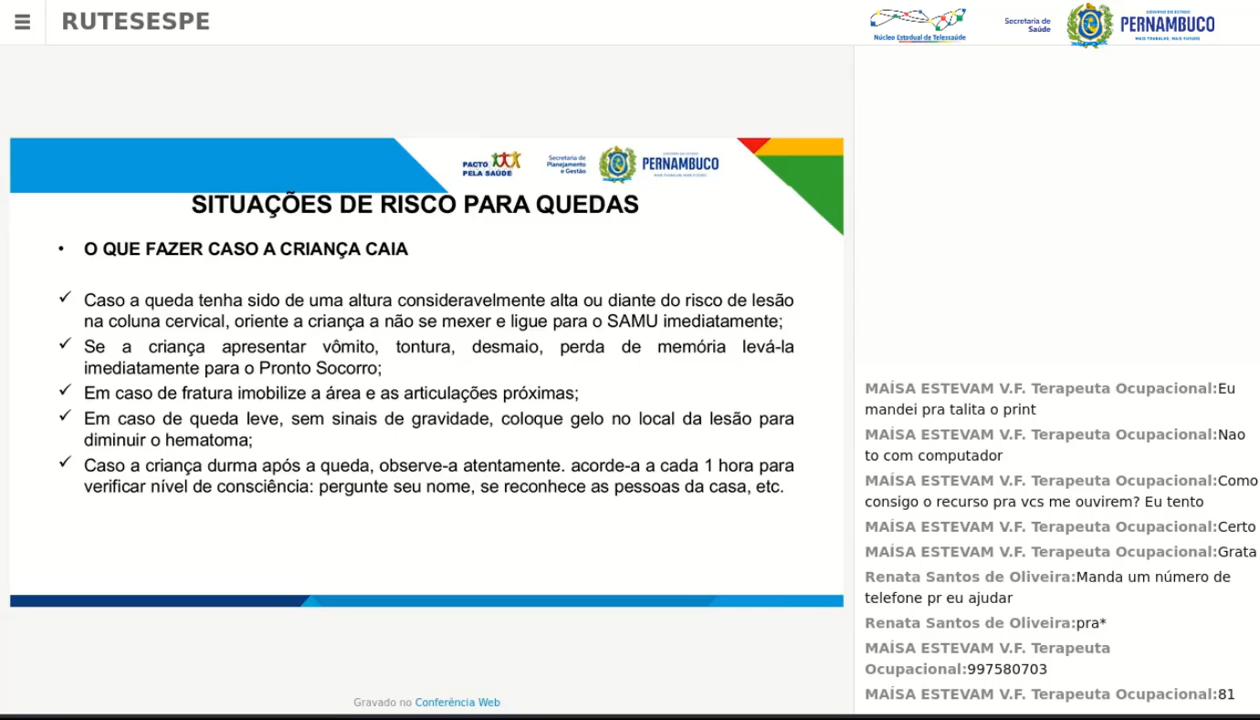 ☰ RUTESESPE
Núcleo Estadual de Telessaúde
Secretaria de
Saúde
GOVERNO DO ESTADO
PERNAMBUCO
MAIS TRABALHO, MAIS FUTURO
PACTO
PELA SAÚDE
Secretaria de
Planejamento
e Gestão
PERNAMBUCO
SITUAÇÕES DE RISCO PARA QUEDAS
• O QUE FAZER CASO A CRIANÇA CAIA
✓ Caso a queda tenha sido de uma altura consideravelmente alta ou diante do risco de lesão
na coluna cervical, oriente a criança a não se mexer e ligue para o SAMU imediatamente;
✓ Se a criança apresentar vômito, tontura, desmaio, perda de memória levá-la
imediatamente para o Pronto Socorro;
✓ Em caso de fratura imobilize a área e as articulações próximas;
✓ Em caso de queda leve, sem sinais de gravidade, coloque gelo no local da lesão para
diminuir o hematoma;
✓ Caso a criança durma após a queda, observe-a atentamente. acorde-a a cada 1 hora para
verificar nível de consciência: pergunte seu nome, se reconhece as pessoas da casa, etc.
Gravado no Conferência Web
MAÍSA ESTEVAM V.F. Terapeuta Ocupacional:Eu
mandei pra talita o print
MAÍSA ESTEVAM V.F. Terapeuta Ocupacional:Nao
to com computador
MAÍSA ESTEVAM V.F. Terapeuta Ocupacional:Como
consigo o recurso pra vcs me ouvirem? Eu tento
MAÍSA ESTEVAM V.F. Terapeuta Ocupacional:Certo
MAÍSA ESTEVAM V.F. Terapeuta Ocupacional:Grata
Renata Santos de Oliveira:Manda um número de
telefone pr eu ajudar
Renata Santos de Oliveira:pra*
MAÍSA ESTEVAM V.F. Terapeuta
Ocupacional:997580703
MAÍSA ESTEVAM V.F. Terapeuta Ocupacional:81